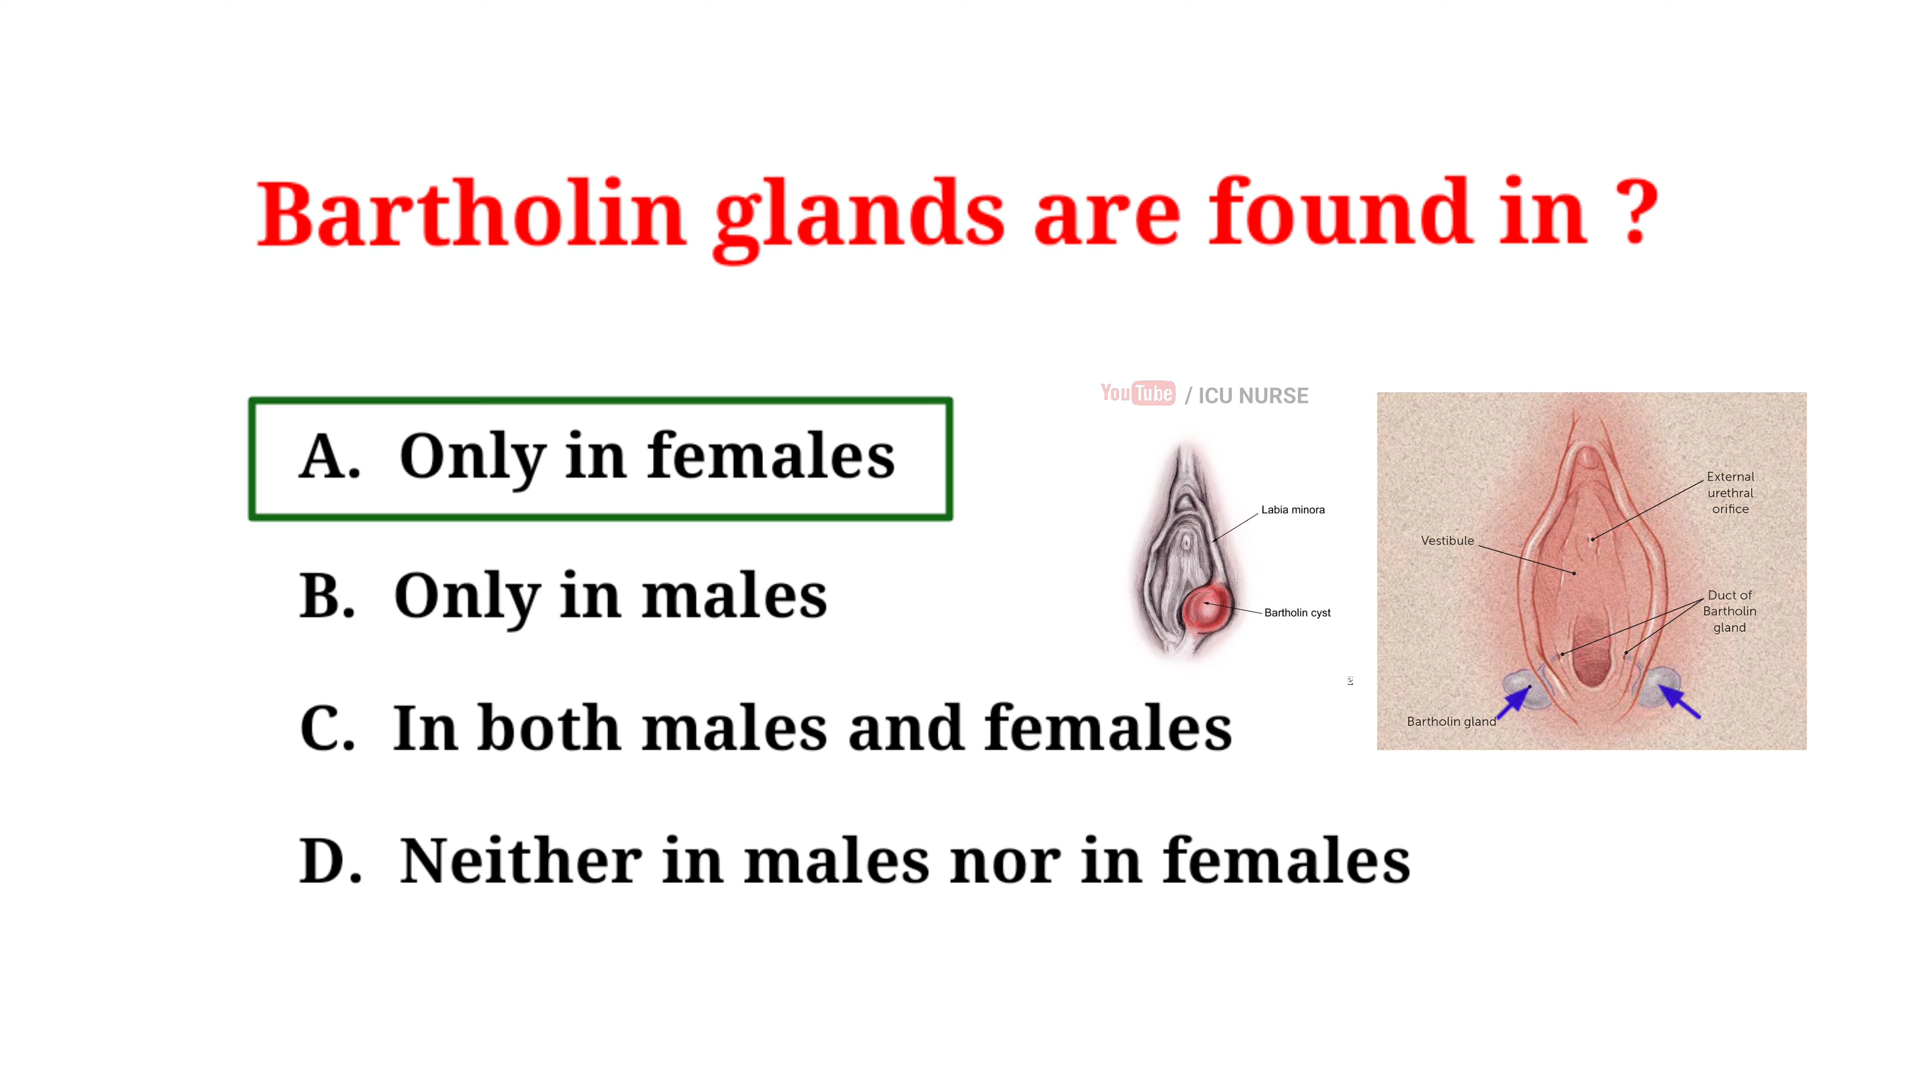 Bartholin glands are found in ?
A. Only in females
B. Only in males
C. In both males and females
D. Neither in males nor in females
YouTube / ICU NURSE
Labia minora
Bartholin cyst
External
urethral
orifice
Vestibule
Duct of
Bartholin
gland
Bartholin gland